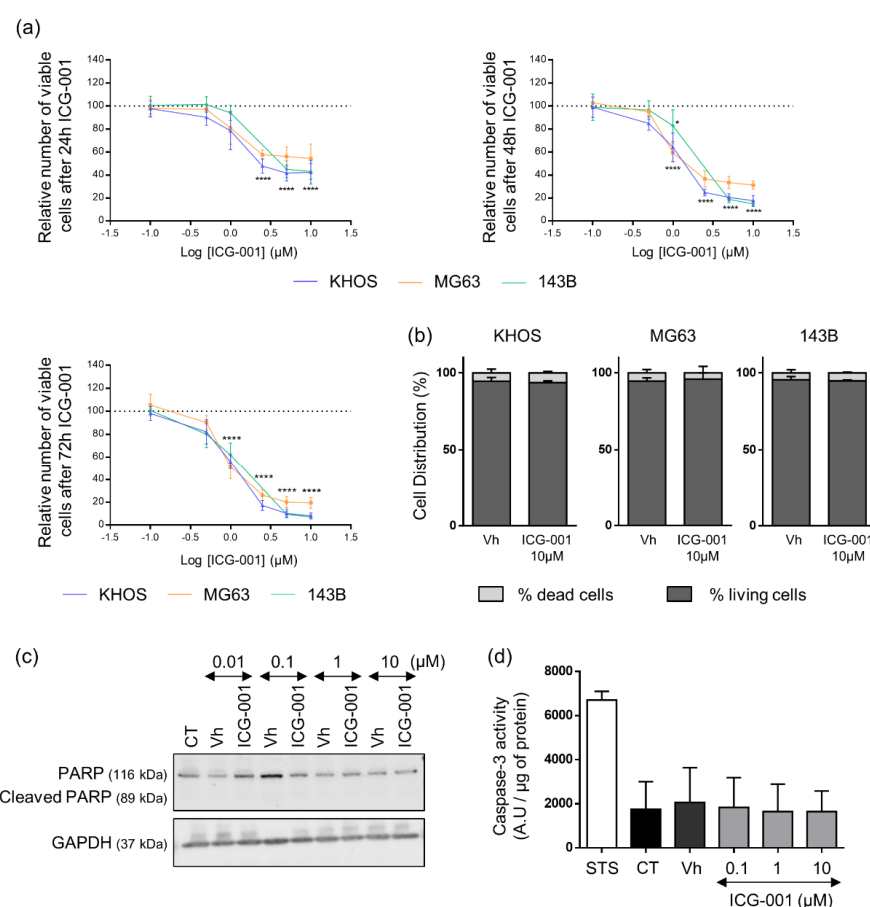 (a)
Relative number of viable
cells after 24h ICG-001
140
120
100
80
60
40
20
0
**** **** ****
-1.5 -1.0 -0.5 0.0 0.5 1.0 1.5
Log [ICG-001] (µM)
Relative number of viable
cells after 48h ICG-001
140
120
100
80
60
40
20
0
*
**** **** **** ****
-1.5 -1.0 -0.5 0.0 0.5 1.0 1.5
Log [ICG-001] (µM)
KHOS MG63 143B
Relative number of viable
cells after 72h ICG-001
140
120
100
80
60
40
20
0
**** **** **** ****
-1.5 -1.0 -0.5 0.0 0.5 1.0 1.5
Log [ICG-001] (µM)
KHOS MG63 143B
(b)
KHOS MG63 143B
Cell Distribution (%)
100 100 100
50 50 50
0 0 0
Vh ICG-001 Vh ICG-001 Vh ICG-001
10µM 10µM 10µM
% dead cells % living cells
(c)
0.01 0.1 1 10 (µM)
CT Vh ICG-001 Vh ICG-001 Vh ICG-001 Vh ICG-001
PARP (116 kDa)
Cleaved PARP (89 kDa)
GAPDH (37 kDa)
(d)
Caspase-3 activity
(A.U / µg of protein)
8000
6000
4000
2000
0
STS CT Vh 0.1 1 10
ICG-001 (µM)